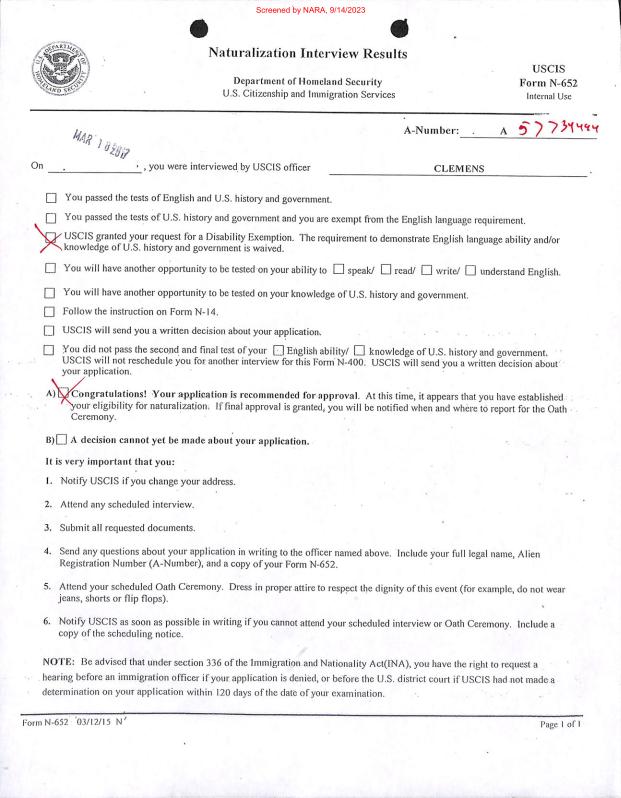 Screened by NARA, 9/14/2023
Naturalization Interview Results
Department of Homeland Security
U.S. Citizenship and Immigration Services
USCIS
Form N-652
Internal Use
U.S. DEPARTMENT OF HOMELAND SECURITY
A-Number: A 57734444
MAR 10 2017
On , you were interviewed by USCIS officer CLEMENS
You passed the tests of English and U.S. history and government.
You passed the tests of U.S. history and government and you are exempt from the English language requirement.
USCIS granted your request for a Disability Exemption. The requirement to demonstrate English language ability and/or
knowledge of U.S. history and government is waived.
You will have another opportunity to be tested on your ability to speak/ read/ write/ understand English.
You will have another opportunity to be tested on your knowledge of U.S. history and government.
Follow the instruction on Form N-14.
USCIS will send you a written decision about your application.
You did not pass the second and final test of your English ability/ knowledge of U.S. history and government.
USCIS will not reschedule you for another interview for this Form N-400. USCIS will send you a written decision about
your application.
A) Congratulations! Your application is recommended for approval. At this time, it appears that you have established
your eligibility for naturalization. If final approval is granted, you will be notified when and where to report for the Oath
Ceremony.
B) A decision cannot yet be made about your application.
It is very important that you:
1. Notify USCIS if you change your address.
2. Attend any scheduled interview.
3. Submit all requested documents.
4. Send any questions about your application in writing to the officer named above. Include your full legal name, Alien
Registration Number (A-Number), and a copy of your Form N-652.
5. Attend your scheduled Oath Ceremony. Dress in proper attire to respect the dignity of this event (for example, do not wear
jeans, shorts or flip flops).
6. Notify USCIS as soon as possible in writing if you cannot attend your scheduled interview or Oath Ceremony. Include a
copy of the scheduling notice.
NOTE: Be advised that under section 336 of the Immigration and Nationality Act(INA), you have the right to request a
hearing before an immigration officer if your application is denied, or before the U.S. district court if USCIS had not made a
determination on your application within 120 days of the date of your examination.
Form N-652 03/12/15 N
Page 1 of 1